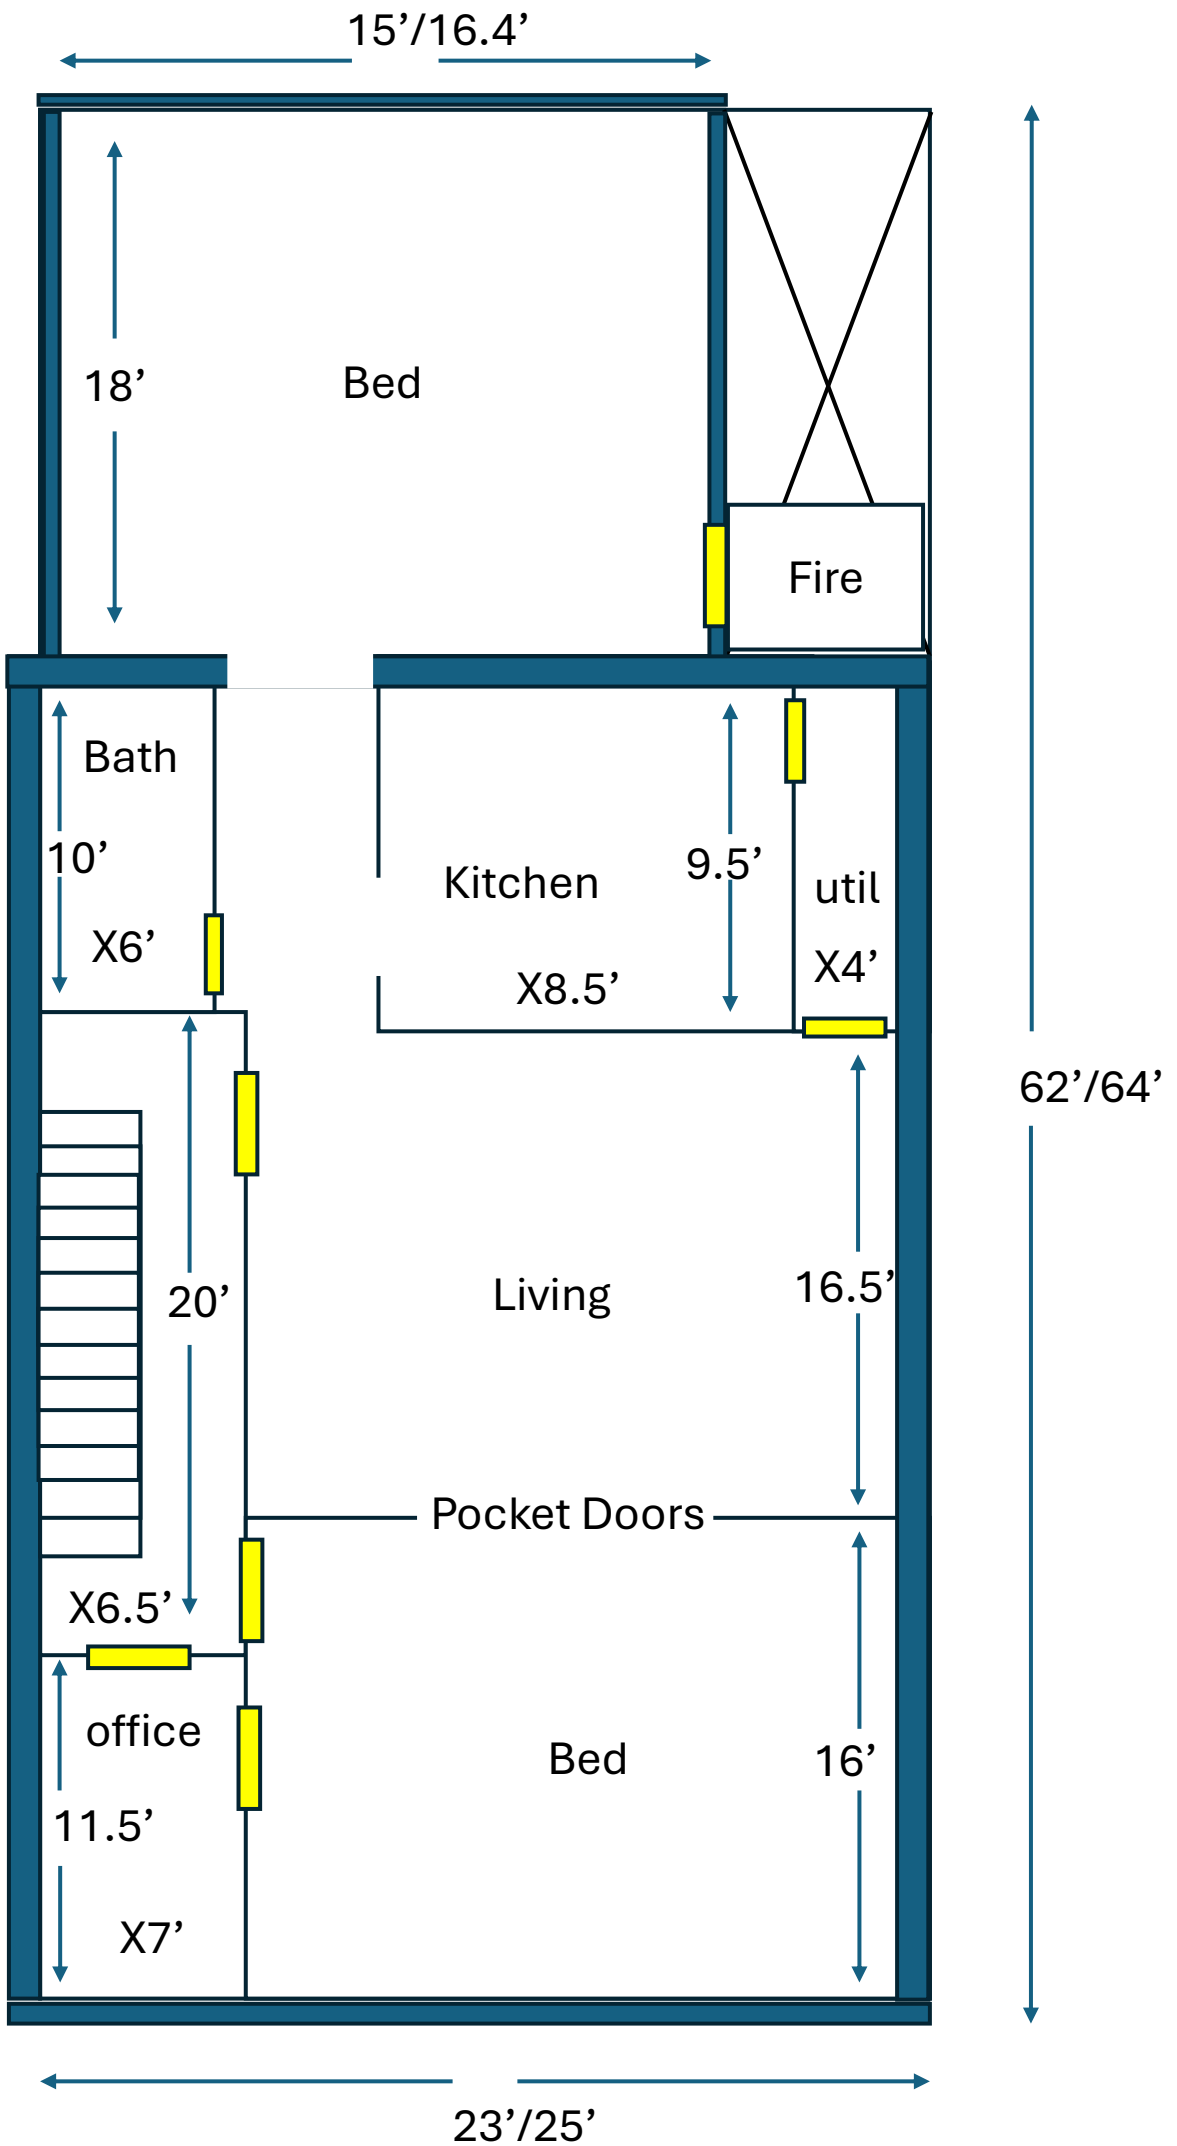 15’/16.4’
18’
Bed
Fire
Bath
10’
X6’
Kitchen
9.5’
X8.5’
util
X4’
62’/64’
20’
Living
16.5’
Pocket Doors
X6.5’
office
11.5’
X7’
Bed
16’
23’/25’